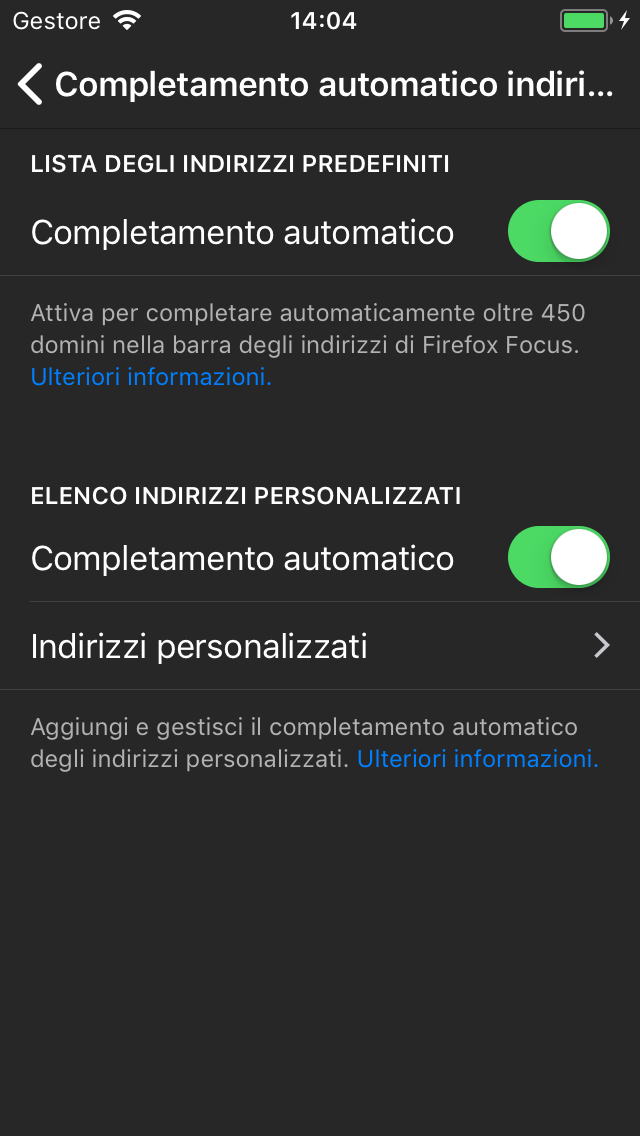 Gestore 14:04
Completamento automatico indiri...
LISTA DEGLI INDIRIZZI PREDEFINITI
Completamento automatico
Attiva per completare automaticamente oltre 450
domini nella barra degli indirizzi di Firefox Focus.
Ulteriori informazioni.
ELENCO INDIRIZZI PERSONALIZZATI
Completamento automatico
Indirizzi personalizzati
Aggiungi e gestisci il completamento automatico
degli indirizzi personalizzati. Ulteriori informazioni.